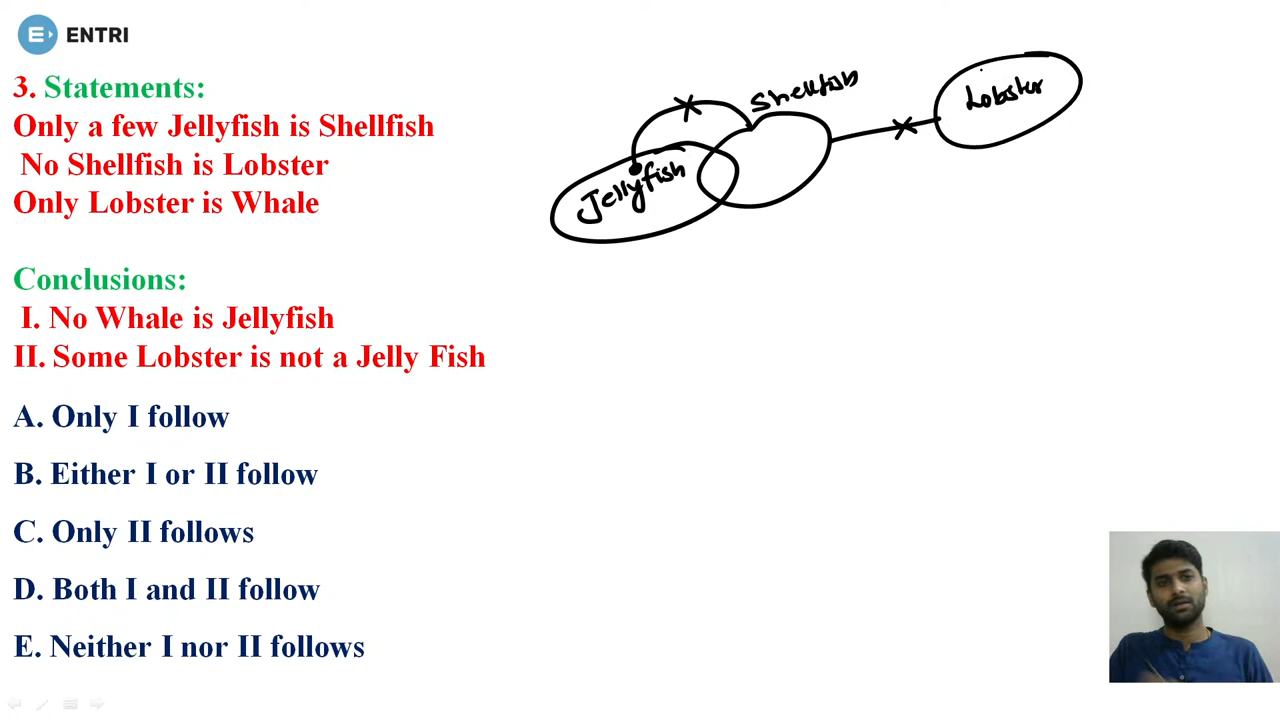 E ENTRI
3. Statements:
Only a few Jellyfish is Shellfish
No Shellfish is Lobster
Only Lobster is Whale
Conclusions:
I. No Whale is Jellyfish
II. Some Lobster is not a Jelly Fish
A. Only I follow
B. Either I or II follow
C. Only II follows
D. Both I and II follow
E. Neither I nor II follows
Shellfish
Lobster
Jellyfish